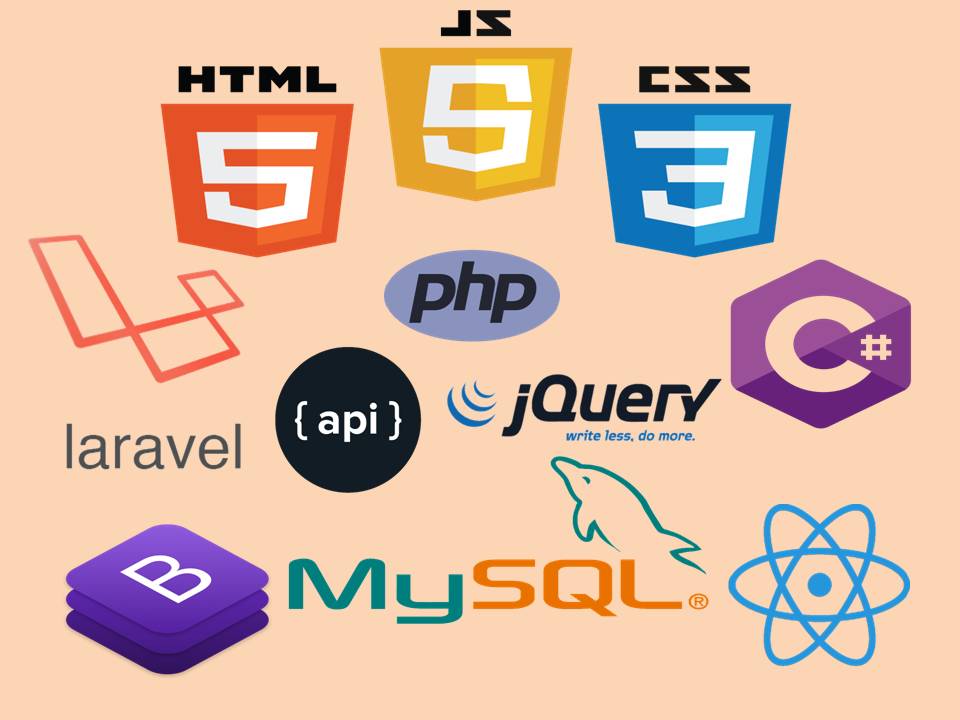 JS
5
HTML
5
CSS
3
php
C#
{ api }
jQuery
write less, do more.
laravel
B
MySQL®